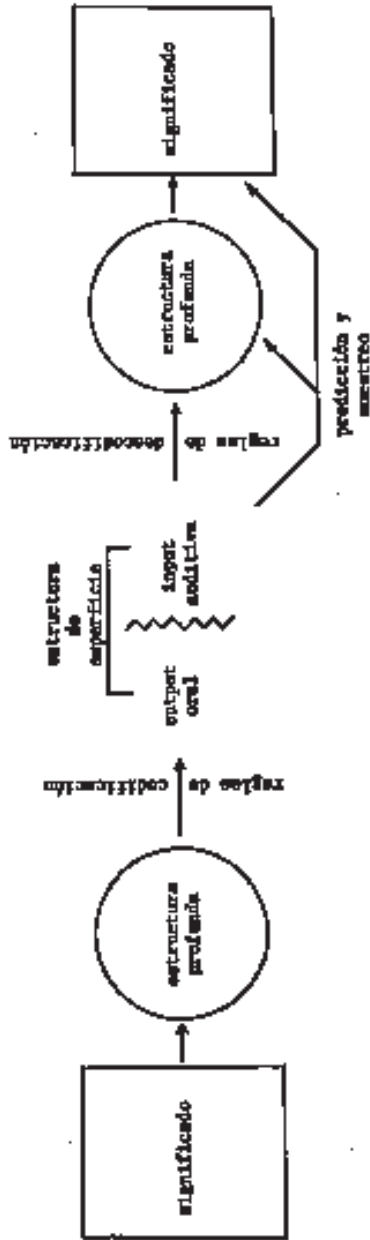 significado
estructura
profunda
reglas de
codificación
estructura
de
superficie
output
oral
input
auditivo
reglas de
decodificación
estructura
profunda
significado
predicción y
muestreo